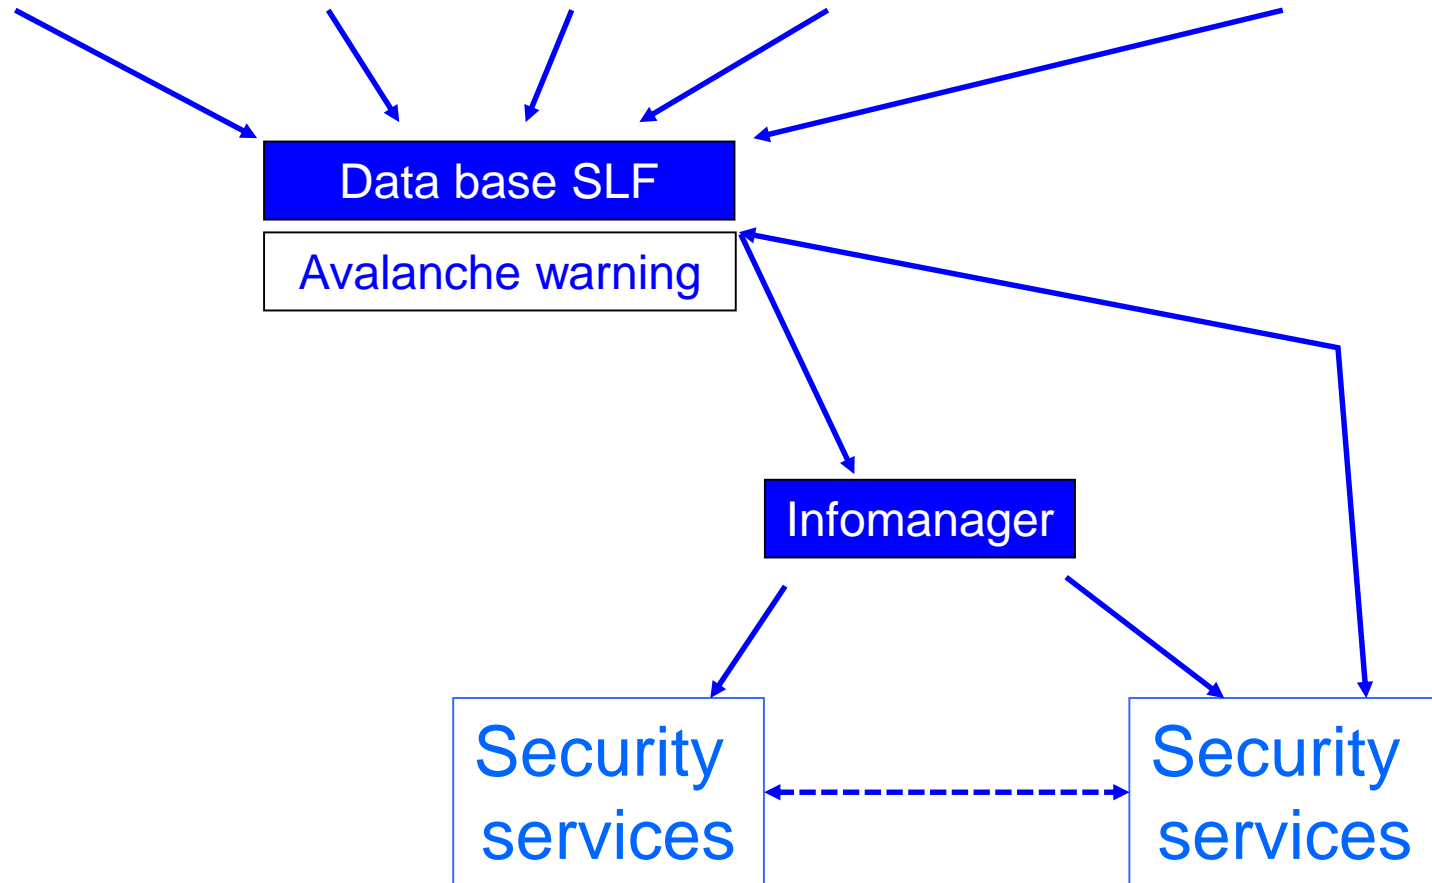 Data base SLF
Avalanche warning
Infomanager
Security
services
Security
services